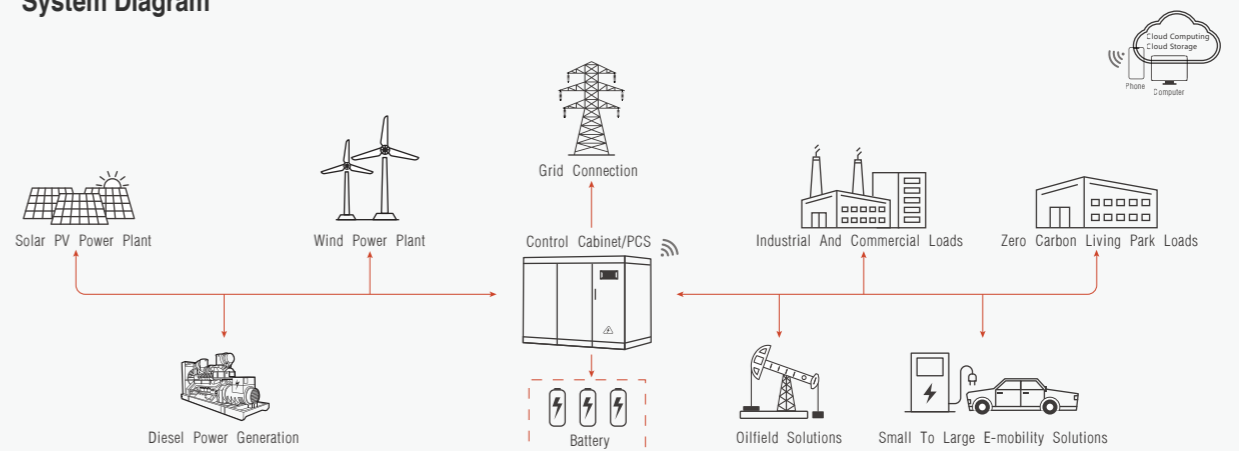 System Diagram
Cloud Computing
Cloud Storage
Phone
Computer
Grid Connection
Solar PV Power Plant
Wind Power Plant
Control Cabinet/PCS
Industrial And Commercial Loads
Zero Carbon Living Park Loads
Diesel Power Generation
Battery
Oilfield Solutions
Small To Large E-mobility Solutions